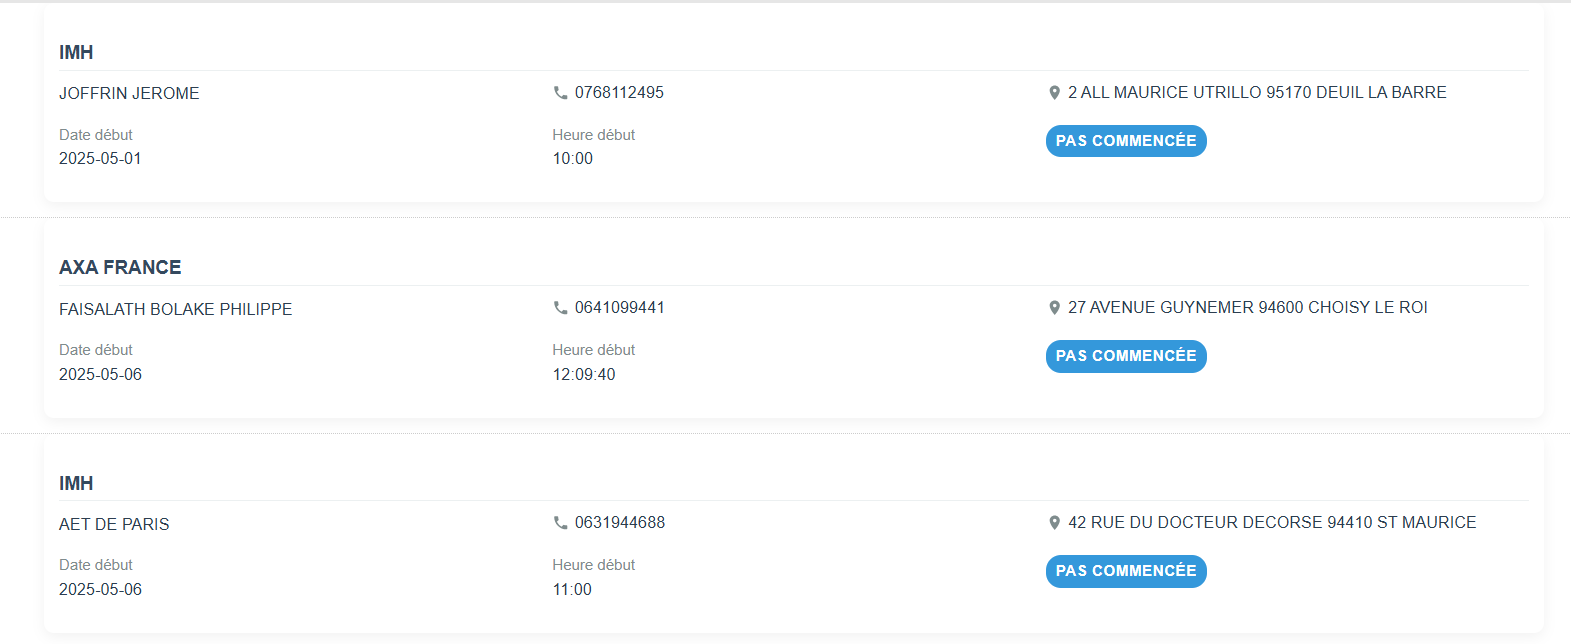 IMH
JOFFRIN JEROME 0768112495 2 ALL MAURICE UTRILLO 95170 DEUIL LA BARRE
Date début Heure début PAS COMMENCÉE
2025-05-01 10:00
AXA FRANCE
FAISALATH BOLAKE PHILIPPE 0641099441 27 AVENUE GUYNEMER 94600 CHOISY LE ROI
Date début Heure début PAS COMMENCÉE
2025-05-06 12:09:40
IMH
AET DE PARIS 0631944688 42 RUE DU DOCTEUR DECORSE 94410 ST MAURICE
Date début Heure début PAS COMMENCÉE
2025-05-06 11:00